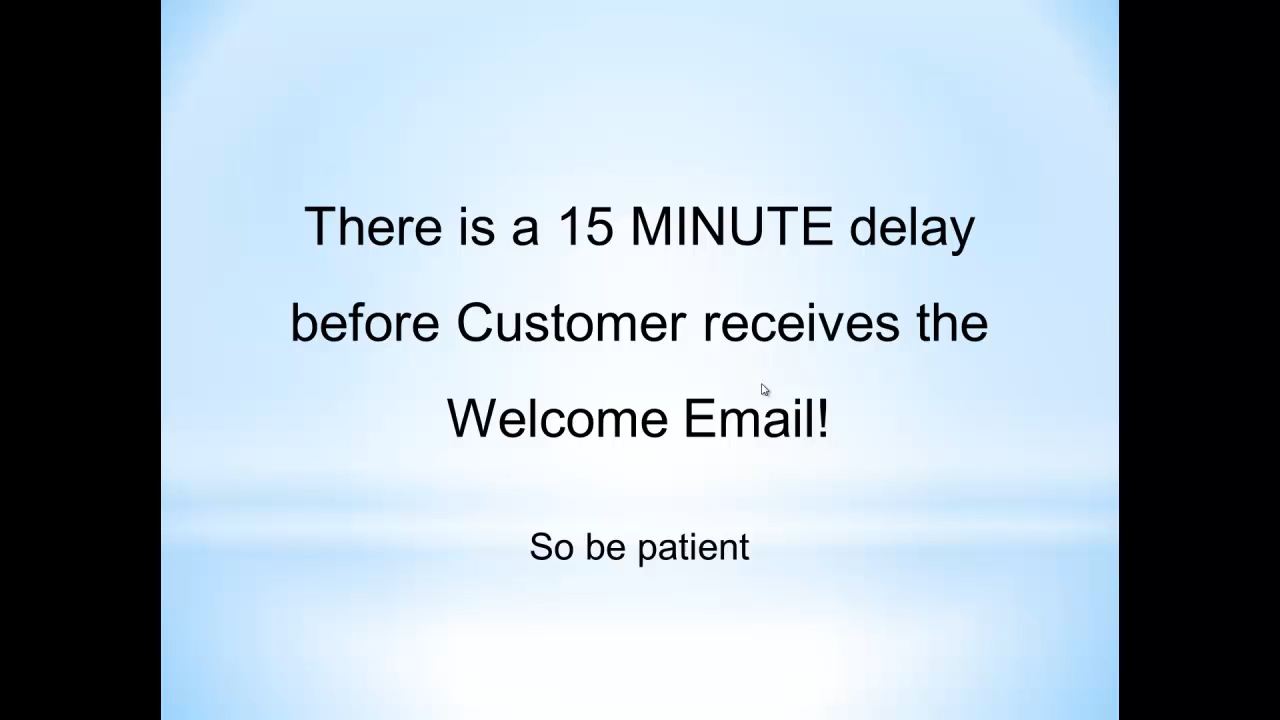 There is a 15 MINUTE delay
before Customer receives the
Welcome Email!
So be patient